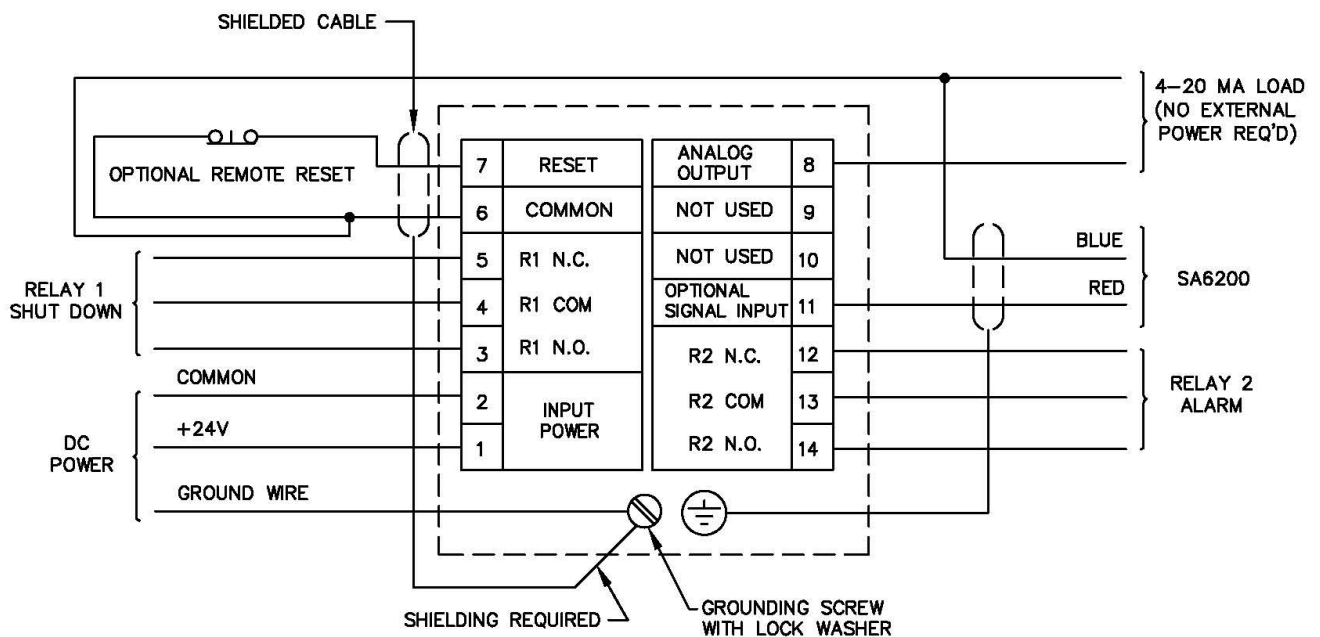 SHIELDED CABLE
4-20 MA LOAD
(NO EXTERNAL
POWER REQ'D)
OPTIONAL REMOTE RESET
7 RESET
6 COMMON
5 R1 N.C.
4 R1 COM
3 R1 N.O.
2
1
INPUT
POWER
ANALOG
OUTPUT 8
NOT USED 9
NOT USED 10
OPTIONAL
SIGNAL INPUT 11
R2 N.C. 12
R2 COM 13
R2 N.O. 14
RELAY 1
SHUT DOWN
COMMON
+24V
DC
POWER
GROUND WIRE
BLUE
RED
SA6200
RELAY 2
ALARM
SHIELDING REQUIRED
GROUNDING SCREW
WITH LOCK WASHER